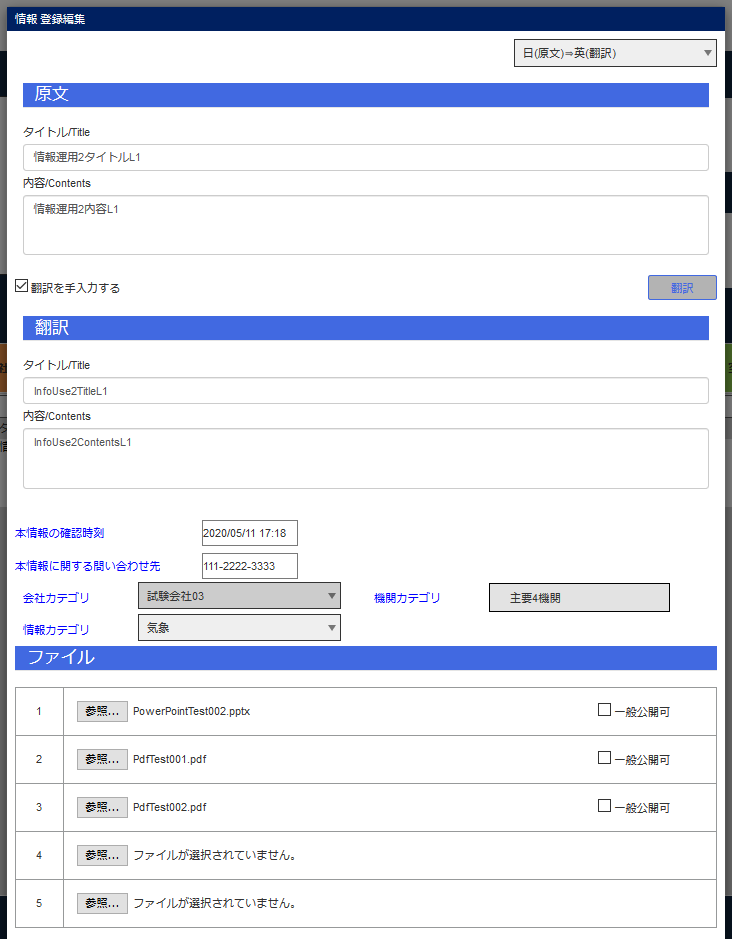 情報 登録編集
日(原文)⇒英(翻訳)
原文
タイトル/Title
情報運用2タイトルL1
内容/Contents
情報運用2内容L1
翻訳を手入力する
翻訳
翻訳
タイトル/Title
InfoUse2TitleL1
内容/Contents
InfoUse2ContentsL1
本情報の確認時刻 2020/05/11 17:18
本情報に関する問い合わせ先 111-2222-3333
会社カテゴリ 試験会社03 機関カテゴリ 主要4機関
情報カテゴリ 気象
ファイル
1 参照... PowerPointTest002.pptx 一般公開可
2 参照... PdfTest001.pdf 一般公開可
3 参照... PdfTest002.pdf 一般公開可
4 参照... ファイルが選択されていません。
5 参照... ファイルが選択されていません。